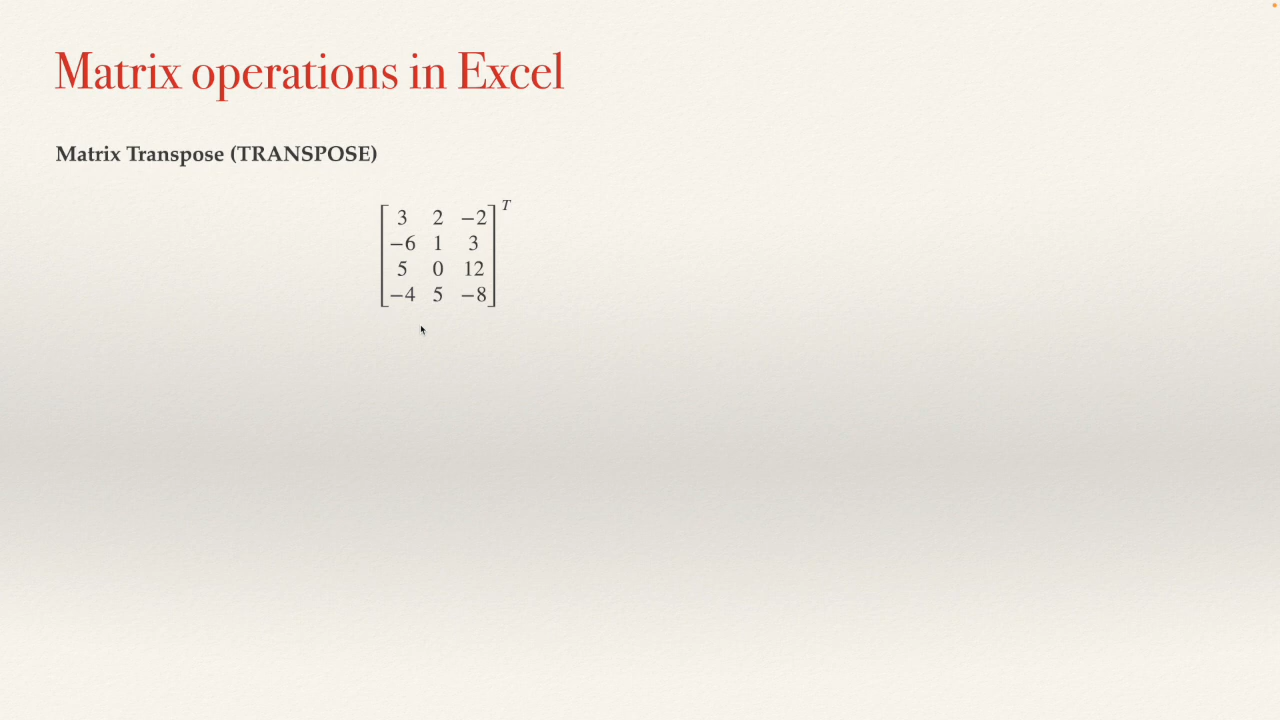 Matrix operations in Excel
Matrix Transpose (TRANSPOSE)
T
3 2 −2
−6 1 3
5 0 12
−4 5 −8